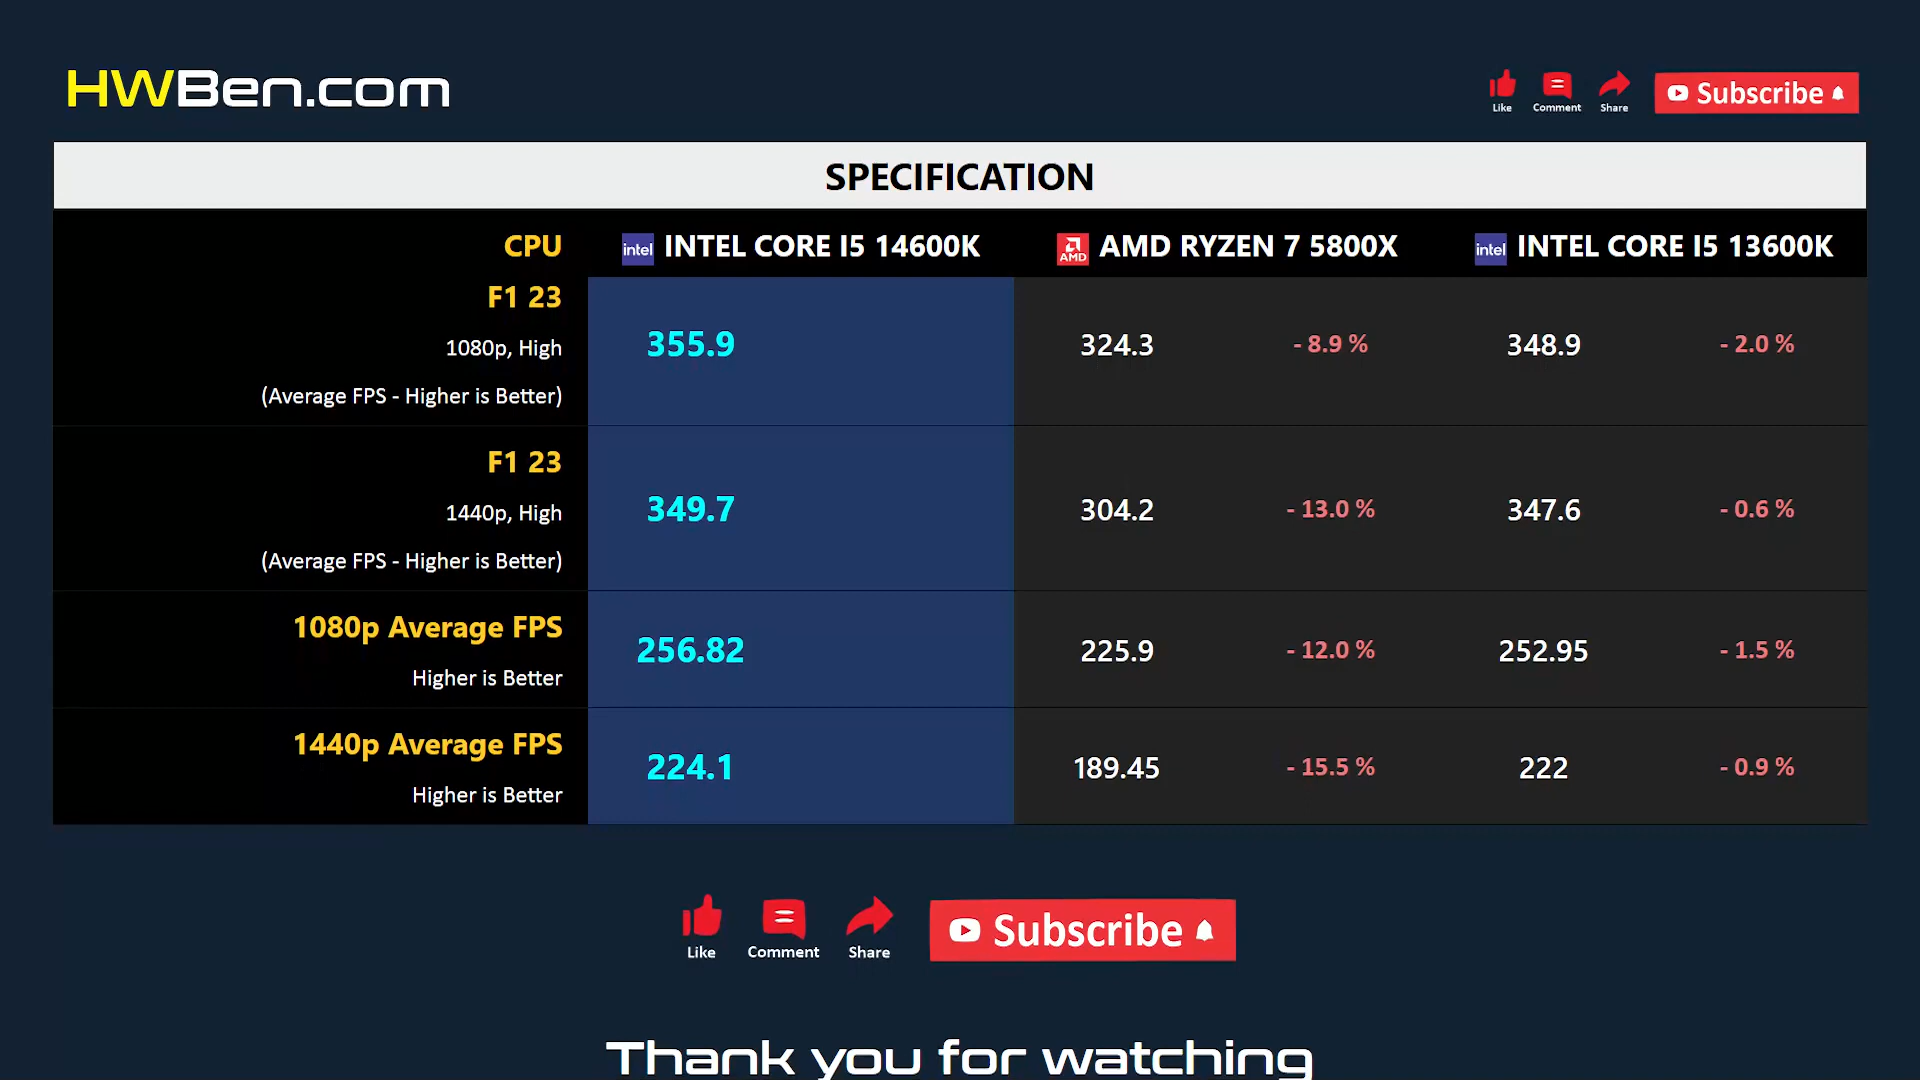 HWBen.com
Like Comment Share Subscribe
SPECIFICATION
CPU intel INTEL CORE I5 14600K AMD AMD RYZEN 7 5800X intel INTEL CORE I5 13600K
F1 23
1080p, High 355.9 324.3 - 8.9 % 348.9 - 2.0 %
(Average FPS - Higher is Better)
F1 23
1440p, High 349.7 304.2 - 13.0 % 347.6 - 0.6 %
(Average FPS - Higher is Better)
1080p Average FPS 256.82 225.9 - 12.0 % 252.95 - 1.5 %
Higher is Better
1440p Average FPS 224.1 189.45 - 15.5 % 222 - 0.9 %
Higher is Better
Like Comment Share Subscribe
Thank you for watching